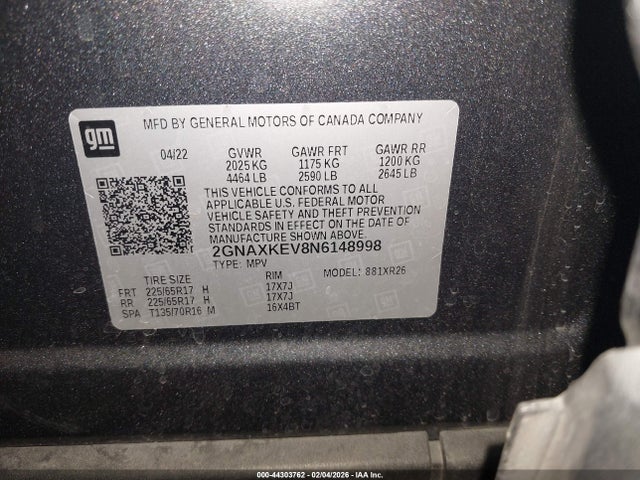 gm
MFD BY GENERAL MOTORS OF CANADA COMPANY
04/22 GVWR GAWR FRT GAWR RR
2025 KG 1175 KG 1200 KG
4464 LB 2590 LB 2645 LB
THIS VEHICLE CONFORMS TO ALL
APPLICABLE U.S. FEDERAL MOTOR
VEHICLE SAFETY AND THEFT PREVENTION
STANDARDS IN EFFECT ON THE DATE OF
MANUFACTURE SHOWN ABOVE.
2GNAXKEV8N6148998
TYPE: MPV MODEL: 881XR26
TIRE SIZE RIM
FRT 225/65R17 H 17X7J
RR 225/65R17 H 17X7J
SPA T135/70R16 M 16X4BT
000-44303762 - 02/04/2026 - IAA Inc.